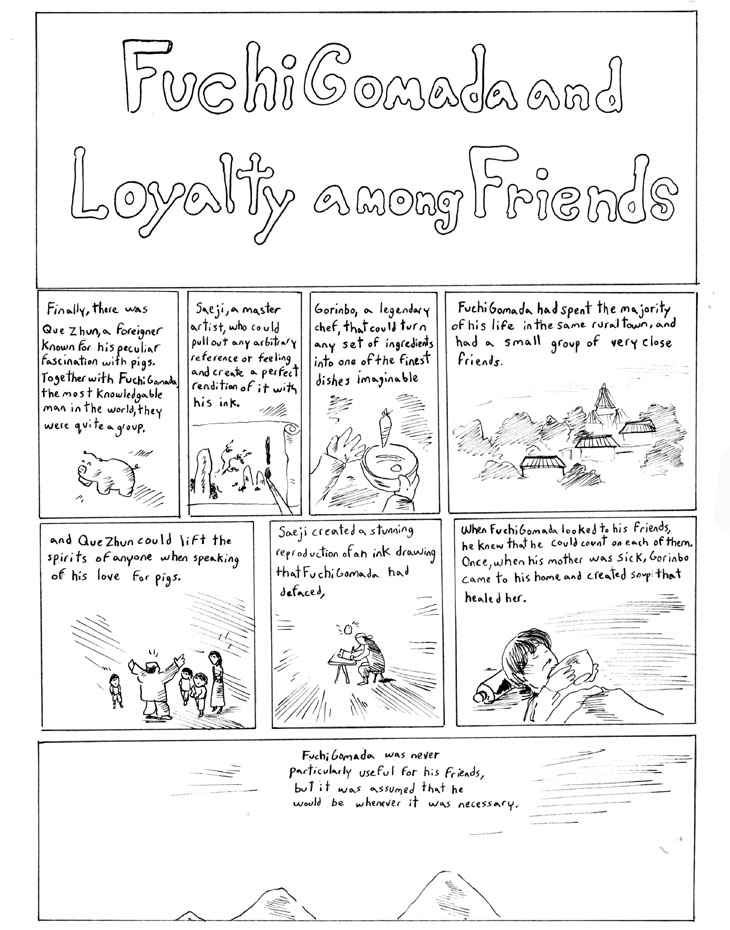 FuchiGomada and
Loyalty among Friends
FuchiGomada had spent the majority
of his life in the same rural town, and
had a small group of very close
friends.
Gorinbo, a legendary
chef, that could turn
any set of ingredients
into one of the finest
dishes imaginable
Saeji, a master
artist, who could
pull out any arbitrary
reference or feeling
and create a perfect
rendition of it with
his ink.
Finally, there was
Que Zhun, a foreigner
known for his peculiar
fascination with pigs.
Together with FuchiGomada,
the most knowledgable
man in the world, they
were quite a group.
When FuchiGomada looked to his friends,
he knew that he could count on each of them.
Once, when his mother was sick, Gorinbo
came to his home and created soup that
healed her.
Saeji created a stunning
reproduction of an ink drawing
that FuchiGomada had
defaced,
and Que Zhun could lift the
spirits of anyone when speaking
of his love for pigs.
FuchiGomada was never
particularly useful for his friends,
but it was assumed that he
would be whenever it was necessary.